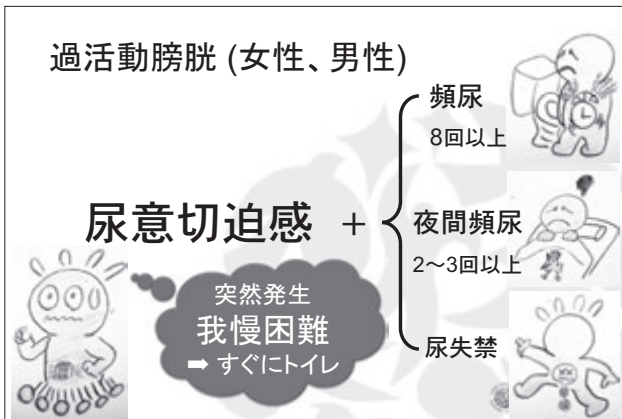 過活動膀胱 (女性、男性)
頻尿
8回以上
尿意切迫感 +
夜間頻尿
2〜3回以上
突然発生
我慢困難
➡ すぐにトイレ
尿失禁